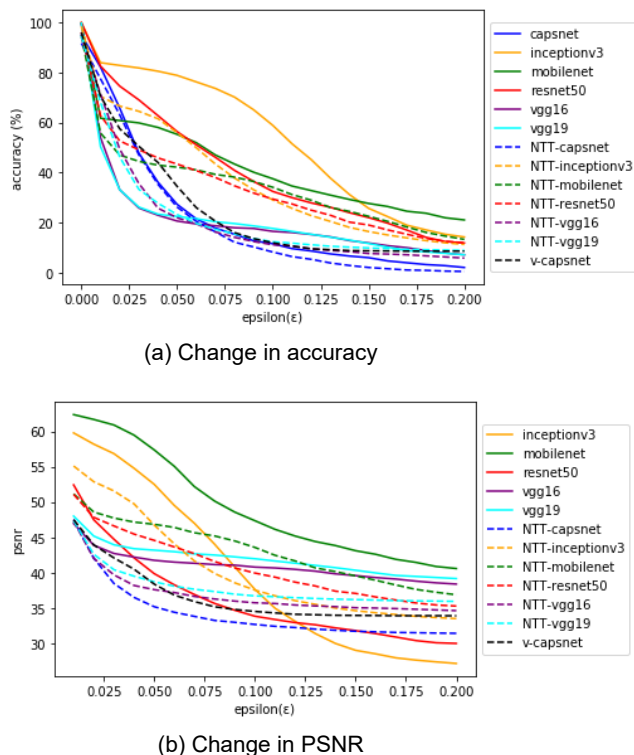 100
80
60
40
20
0
accuracy (%)
0.000 0.025 0.050 0.075 0.100 0.125 0.150 0.175 0.200
epsilon(ε)
capsnet
inceptionv3
mobilenet
resnet50
vgg16
vgg19
NTT-capsnet
NTT-inceptionv3
NTT-mobilenet
NTT-resnet50
NTT-vgg16
NTT-vgg19
v-capsnet
(a) Change in accuracy
60
55
50
45
40
35
30
psnr
0.025 0.050 0.075 0.100 0.125 0.150 0.175 0.200
epsilon(ε)
inceptionv3
mobilenet
resnet50
vgg16
vgg19
NTT-capsnet
NTT-inceptionv3
NTT-mobilenet
NTT-resnet50
NTT-vgg16
NTT-vgg19
v-capsnet
(b) Change in PSNR